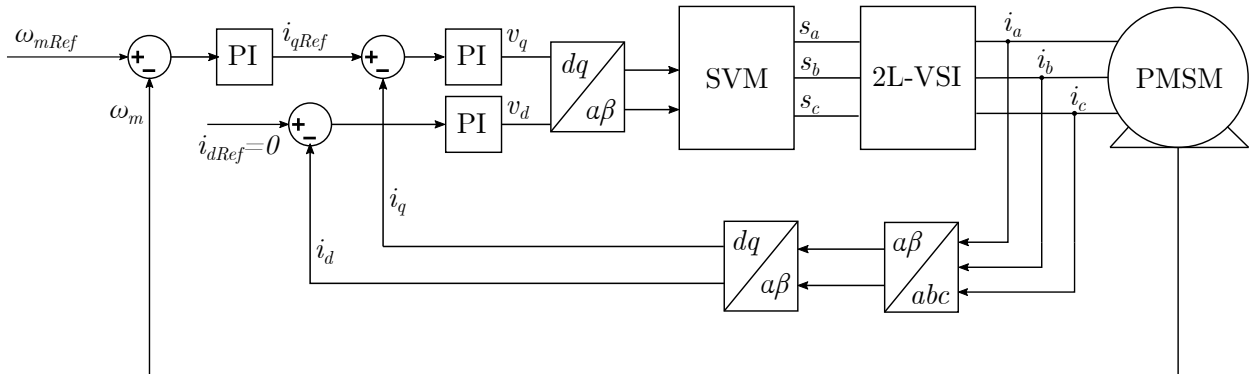 ω_mRef
+
−
ω_m
PI
i_qRef
+
−
PI
v_q
i_dRef=0
+
−
PI
v_d
dq
αβ
SVM
s_a
s_b
s_c
2L-VSI
i_a
i_b
i_c
PMSM
i_q
i_d
dq
αβ
αβ
abc